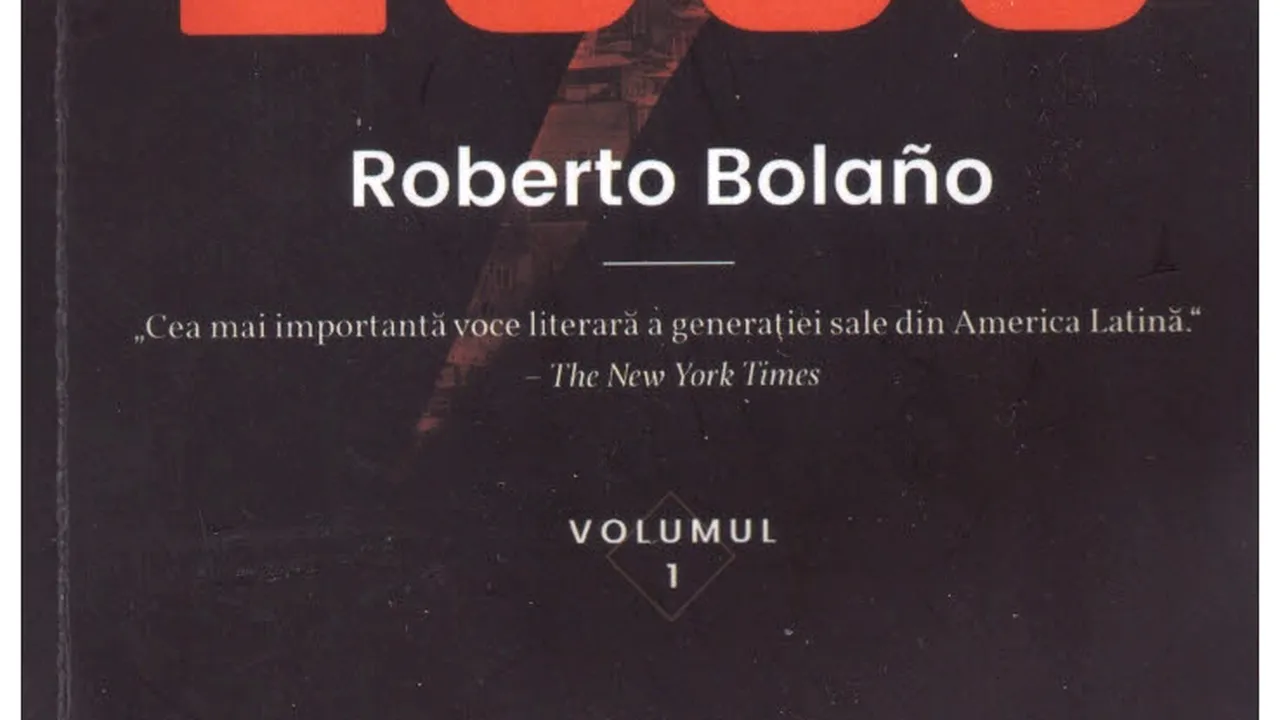 Roberto Bolaño
„Cea mai importantă voce literară a generației sale din America Latină.“
– The New York Times
VOLUMUL
1